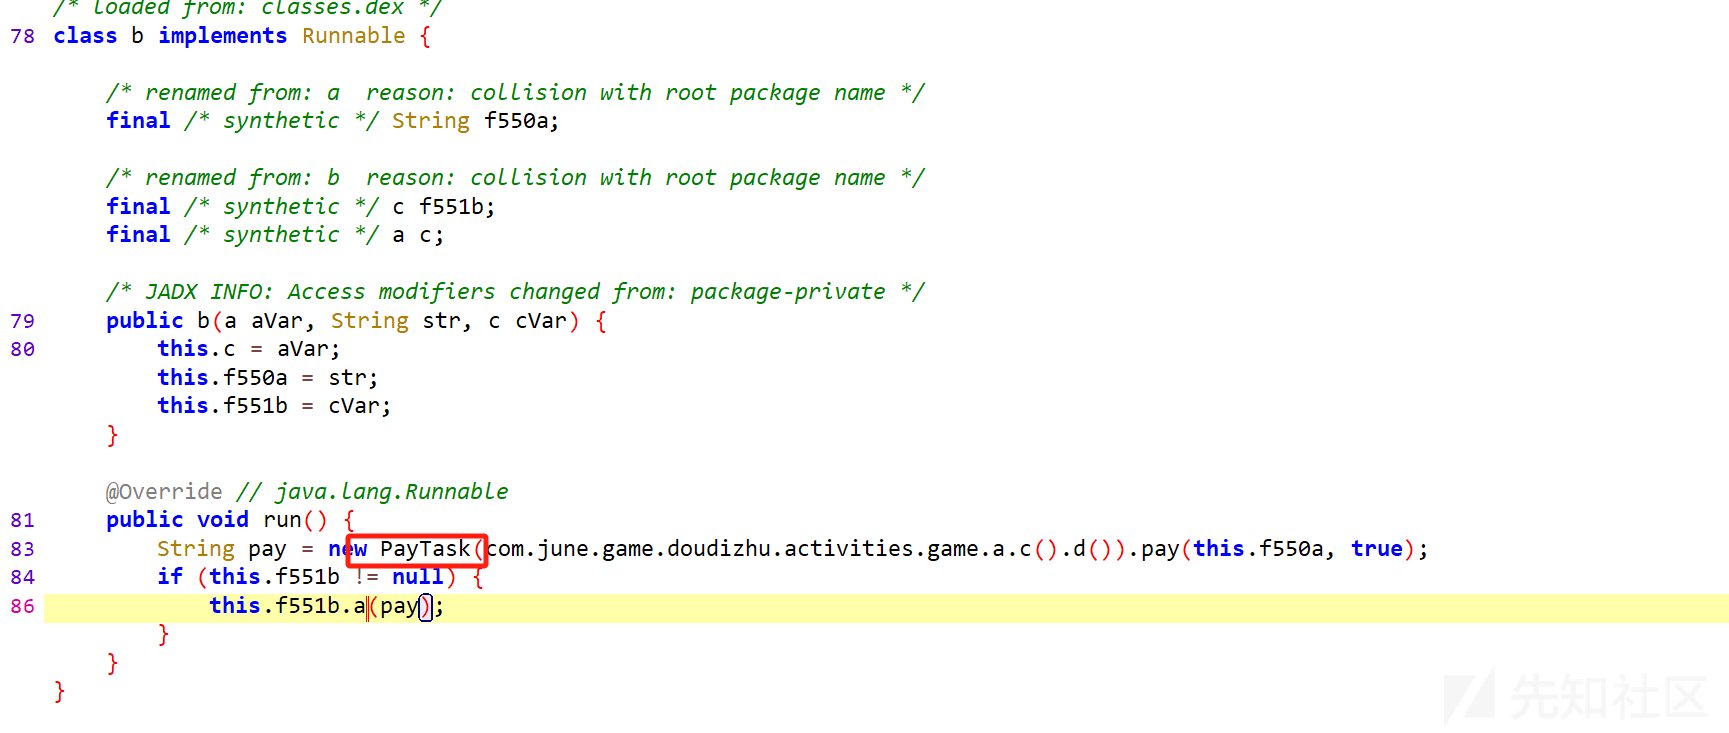 /* loaded from: classes.dex */
78 class b implements Runnable {
/* renamed from: a  reason: collision with root package name */
final /* synthetic */ String f550a;
/* renamed from: b  reason: collision with root package name */
final /* synthetic */ c f551b;
final /* synthetic */ a c;
/* JADX INFO: Access modifiers changed from: package-private */
79 public b(a aVar, String str, c cVar) {
80 this.c = aVar;
this.f550a = str;
this.f551b = cVar;
}
@Override // java.lang.Runnable
81 public void run() {
83 String pay = new PayTask(com.june.game.doudizhu.activities.game.a.c().d()).pay(this.f550a, true);
84 if (this.f551b != null) {
86 this.f551b.a(pay);
}
}
}
先知社区